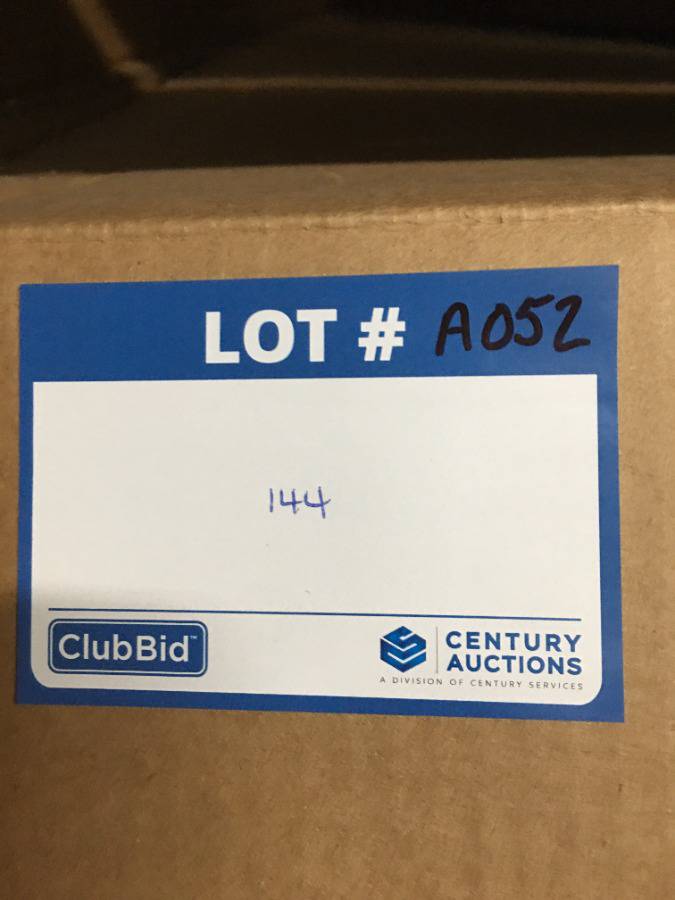 LOT # A052
144
ClubBid™
CENTURY
AUCTIONS
A DIVISION OF CENTURY SERVICES